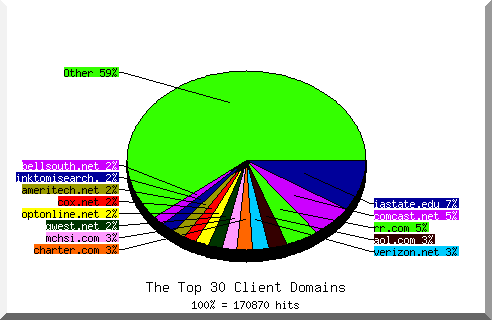 Other 59%
bellsouth.net 2%
inktomisearch. 2%
ameritech.net 2%
cox.net 2%
optonline.net 2%
qwest.net 2%
mchsi.com 3%
charter.com 3%
iastate.edu 7%
comcast.net 5%
rr.com 5%
aol.com 3%
verizon.net 3%
The Top 30 Client Domains
100% = 170870 hits